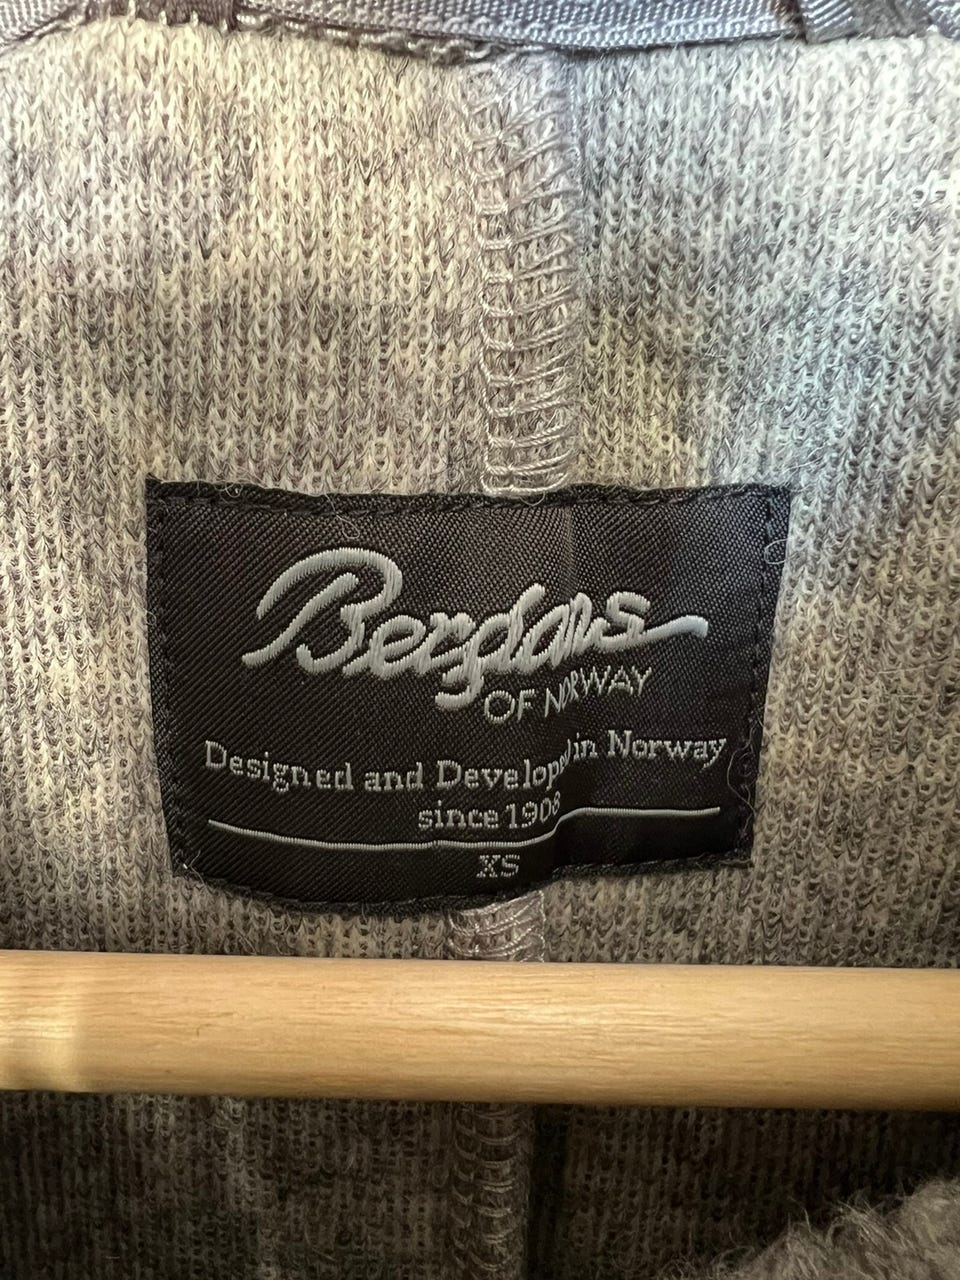 Bergans
OF NORWAY
Designed and Developed in Norway
since 1908
XS